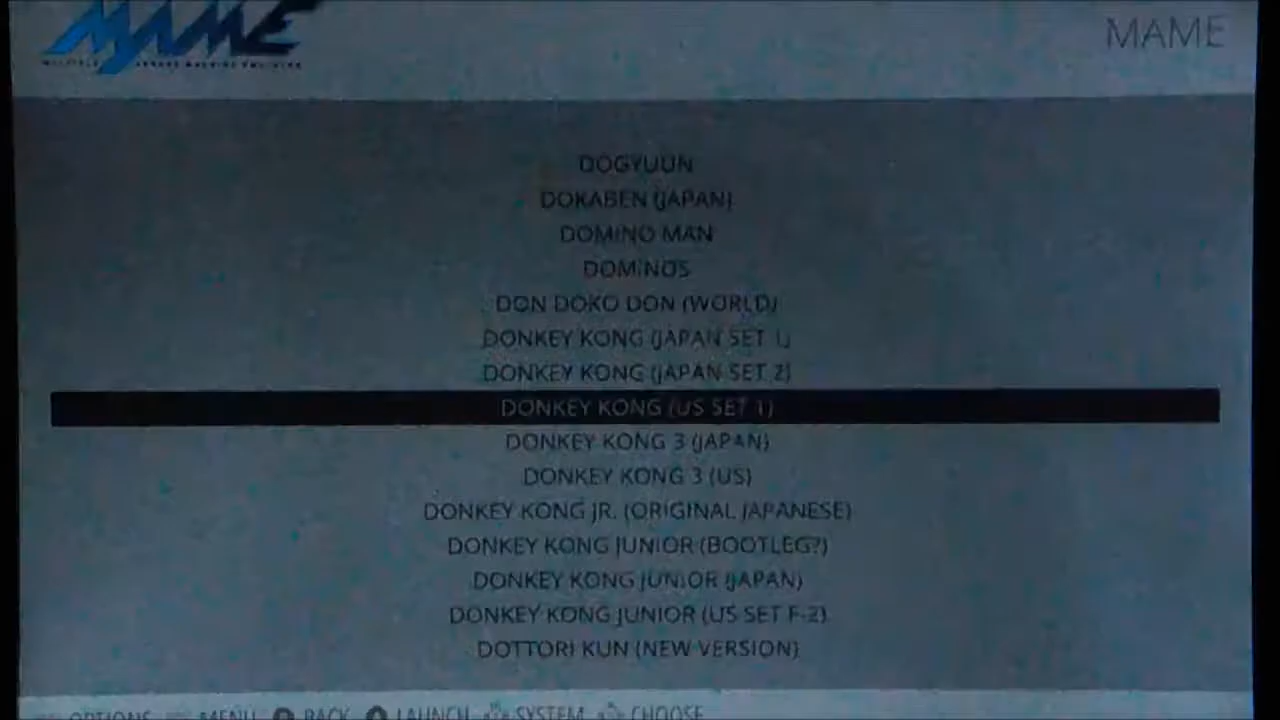 MAME
MAME
DOGYUUN
DOKABEN (JAPAN)
DOMINO MAN
DOMINOS
DON DOKO DON (WORLD)
DONKEY KONG (JAPAN SET 1)
DONKEY KONG (JAPAN SET 2)
DONKEY KONG (US SET 1)
DONKEY KONG 3 (JAPAN)
DONKEY KONG 3 (US)
DONKEY KONG JR. (ORIGINAL JAPANESE)
DONKEY KONG JUNIOR (BOOTLEG?)
DONKEY KONG JUNIOR (JAPAN)
DONKEY KONG JUNIOR (US SET F-2)
DOTTORI KUN (NEW VERSION)
OPTIONS MENU BACK LAUNCH SYSTEM CHOOSE